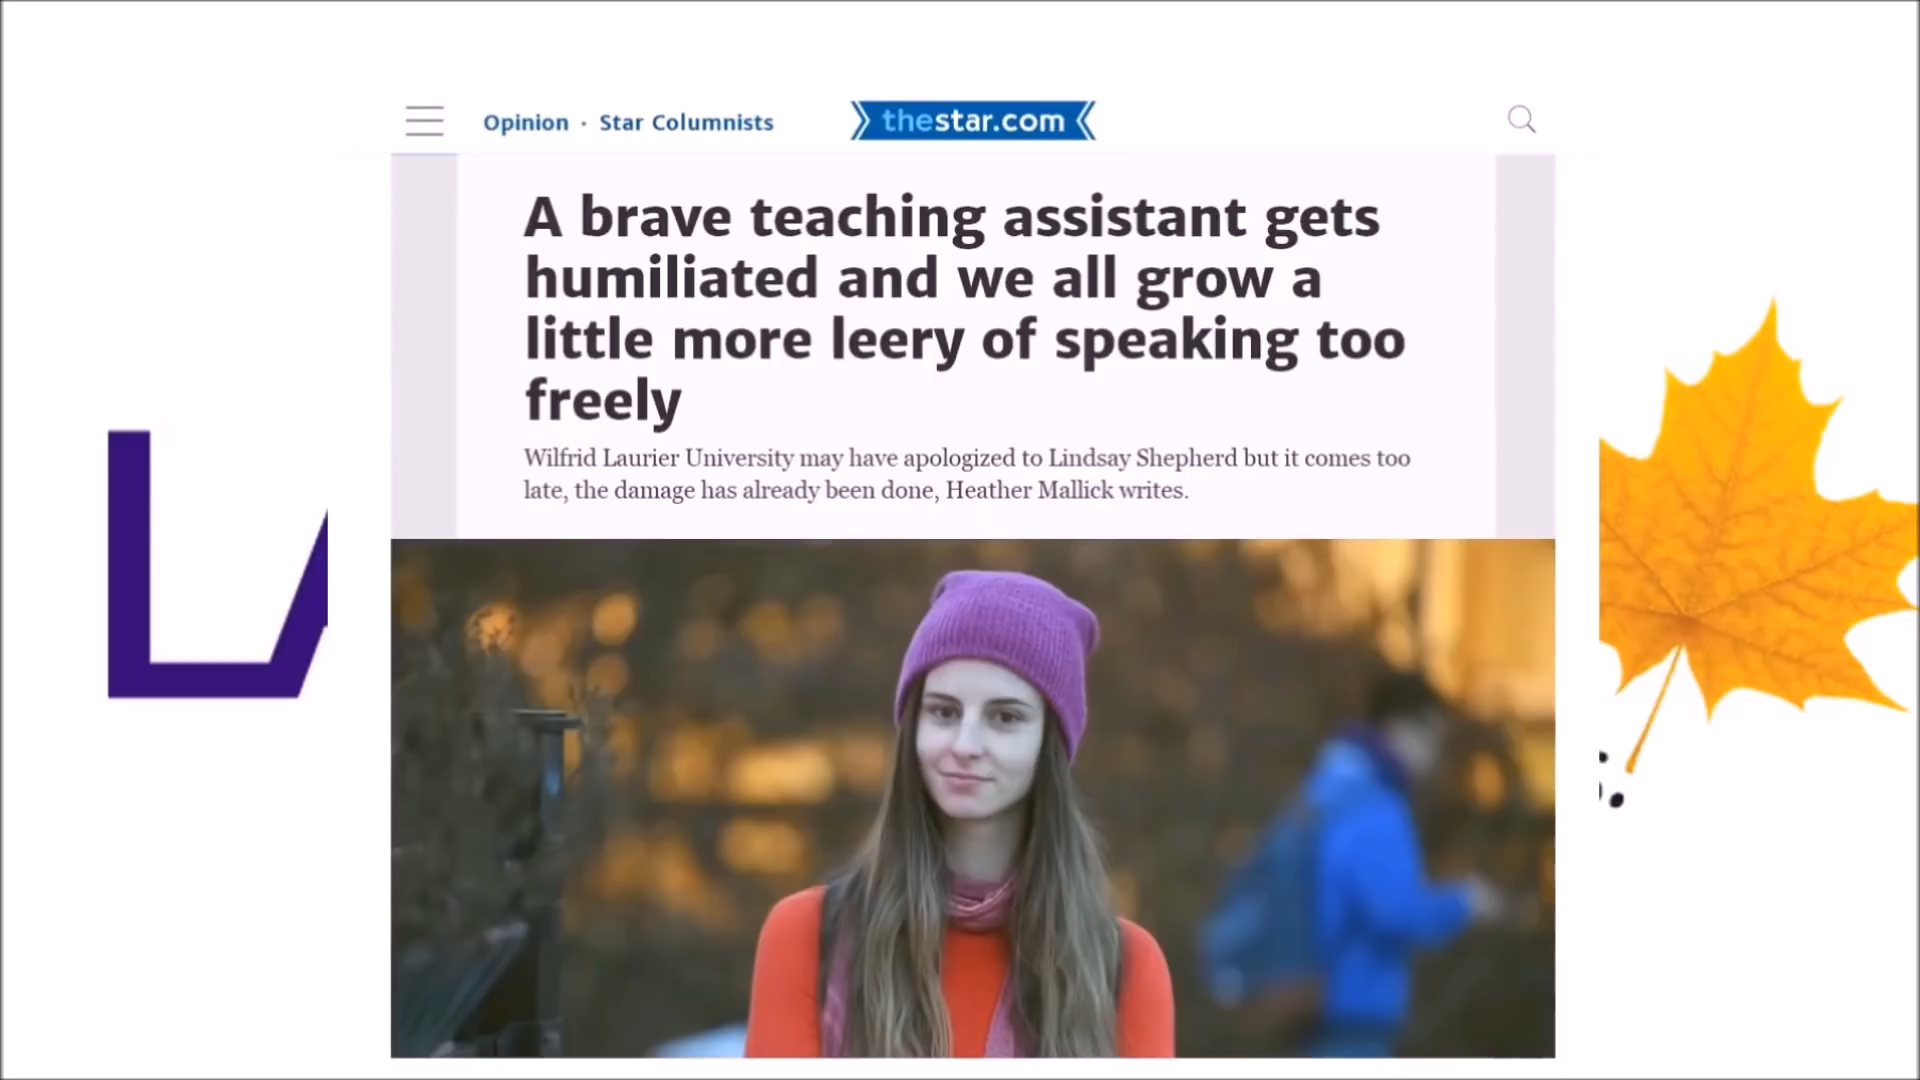 Opinion · Star Columnists
thestar.com
A brave teaching assistant gets
humiliated and we all grow a
little more leery of speaking too
freely
Wilfrid Laurier University may have apologized to Lindsay Shepherd but it comes too
late, the damage has already been done, Heather Mallick writes.
LA